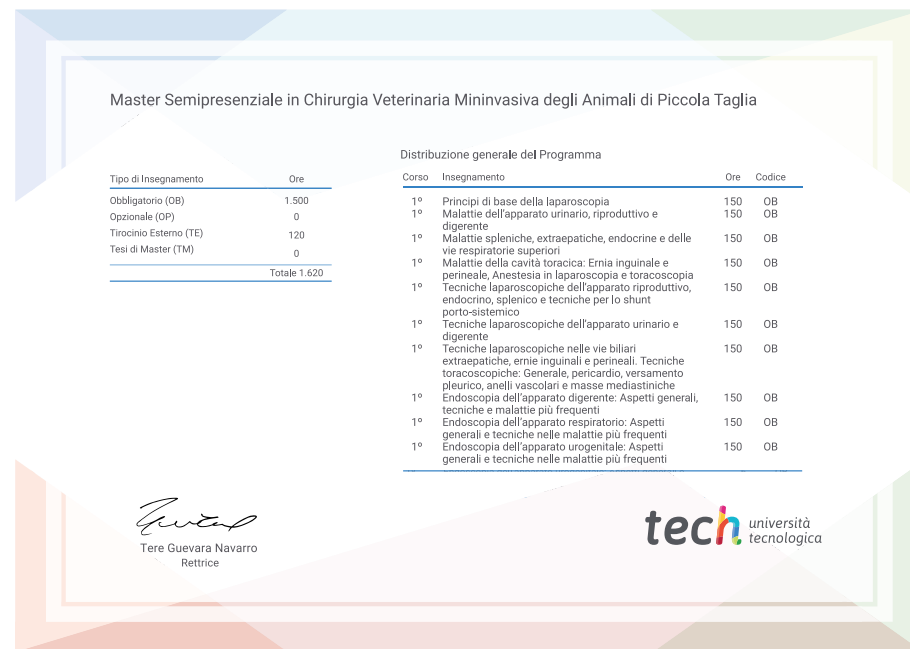 Master Semipresenziale in Chirurgia Veterinaria Mininvasiva degli Animali di Piccola Taglia
Tipo di Insegnamento Ore
Obbligatorio (OB) 1.500
Opzionale (OP) 0
Tirocinio Esterno (TE) 120
Tesi di Master (TM) 0
Totale 1.620
Distribuzione generale del Programma
Corso Insegnamento Ore Codice
1º Principi di base della laparoscopia 150 OB
1º Malattie dell'apparato urinario, riproduttivo e 150 OB
digerente
1º Malattie spleniche, extraepatiche, endocrine e delle 150 OB
vie respiratorie superiori
1º Malattie della cavità toracica: Ernia inguinale e 150 OB
perineale, Anestesia in laparoscopia e toracoscopia
1º Tecniche laparoscopiche dell'apparato riproduttivo, 150 OB
endocrino, splenico e tecniche per lo shunt
porto-sistemico
1º Tecniche laparoscopiche dell'apparato urinario e 150 OB
digerente
1º Tecniche laparoscopiche nelle vie biliari 150 OB
extraepatiche, ernie inguinali e perineali. Tecniche
toracoscopiche: Generale, pericardio, versamento
pleurico, anelli vascolari e masse mediastiniche
1º Endoscopia dell'apparato digerente: Aspetti generali, 150 OB
tecniche e malattie più frequenti
1º Endoscopia dell'apparato respiratorio: Aspetti 150 OB
generali e tecniche nelle malattie più frequenti
1º Endoscopia dell'apparato urogenitale: Aspetti 150 OB
generali e tecniche nelle malattie più frequenti
Tere Guevara Navarro
Rettrice
tech università
tecnologica